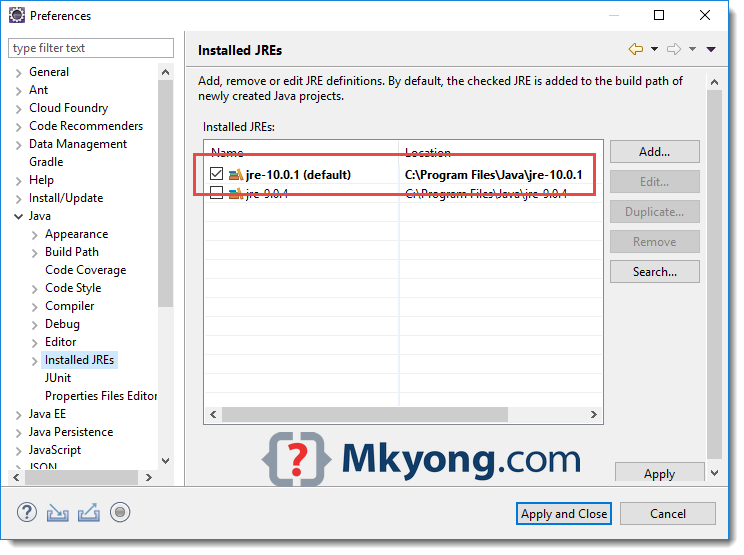 Preferences
type filter text
General
Ant
Cloud Foundry
Code Recommenders
Data Management
Gradle
Help
Install/Update
Java
Appearance
Build Path
Code Coverage
Code Style
Compiler
Debug
Editor
Installed JREs
JUnit
Properties Files Editor
Java EE
Java Persistence
JavaScript
JSON
Installed JREs
Add, remove or edit JRE definitions. By default, the checked JRE is added to the build path of
newly created Java projects.
Installed JREs:
Name Location
jre-10.0.1 (default) C:\Program Files\Java\jre-10.0.1
jre-9.0.4 C:\Program Files\Java\jre-9.0.4
Add...
Edit...
Duplicate...
Remove
Search...
{?} Mkyong.com
Apply
?
Apply and Close
Cancel